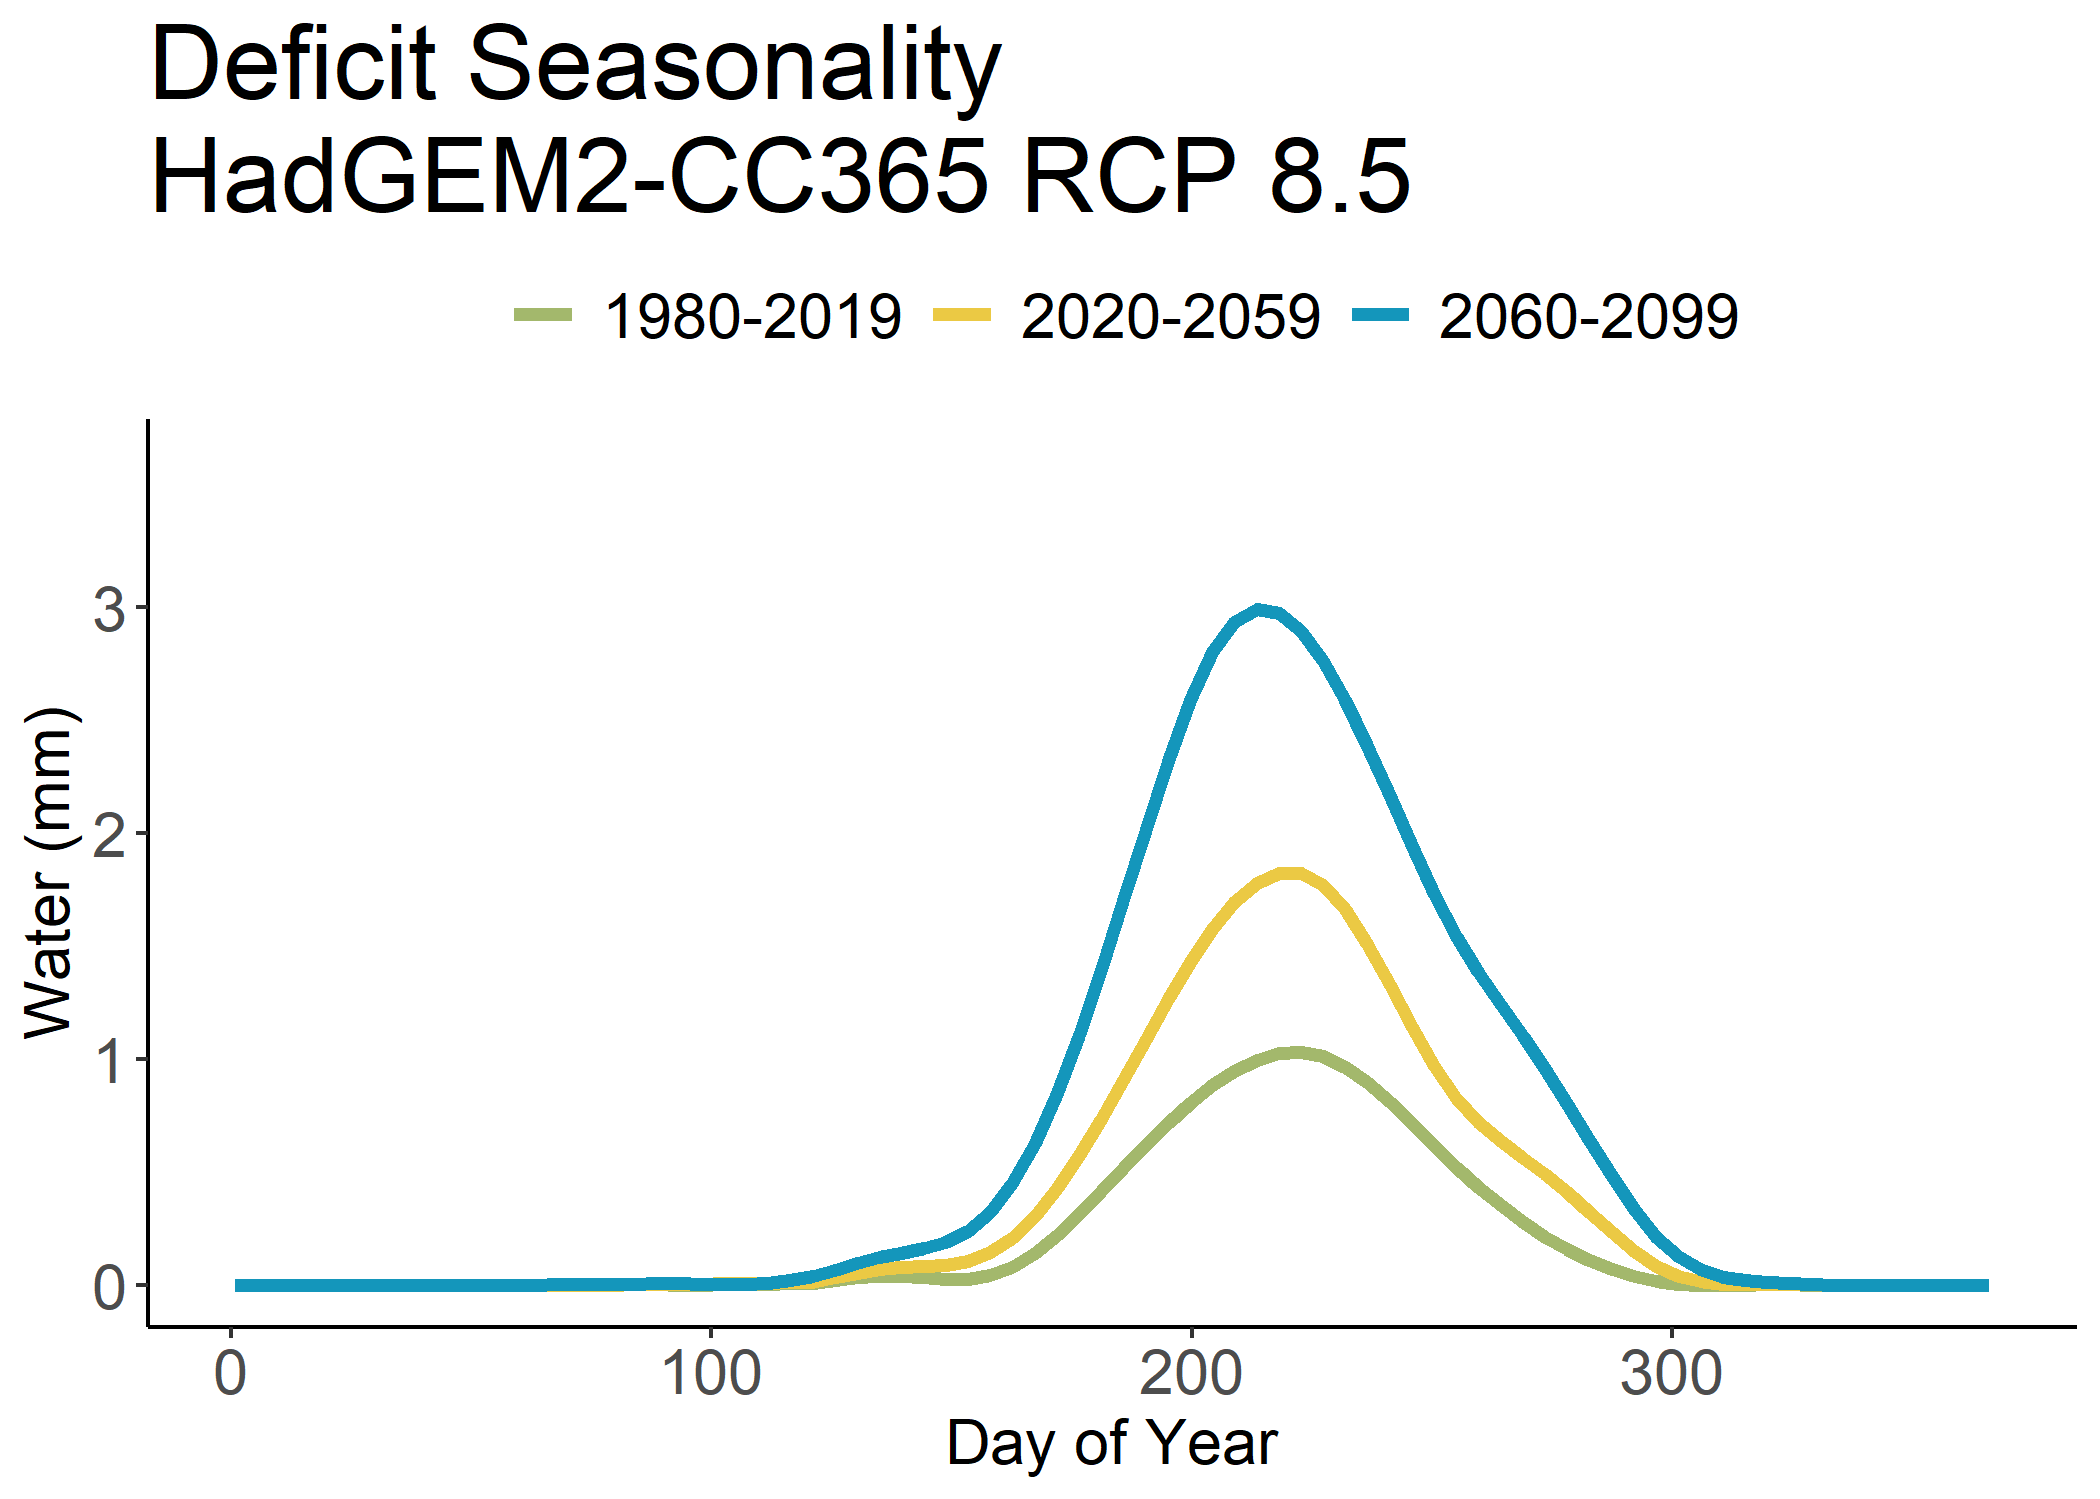 Deficit Seasonality
HadGEM2-CC365 RCP 8.5
1980-2019 2020-2059 2060-2099
3
2
1
0
Water (mm)
0 100 200 300
Day of Year